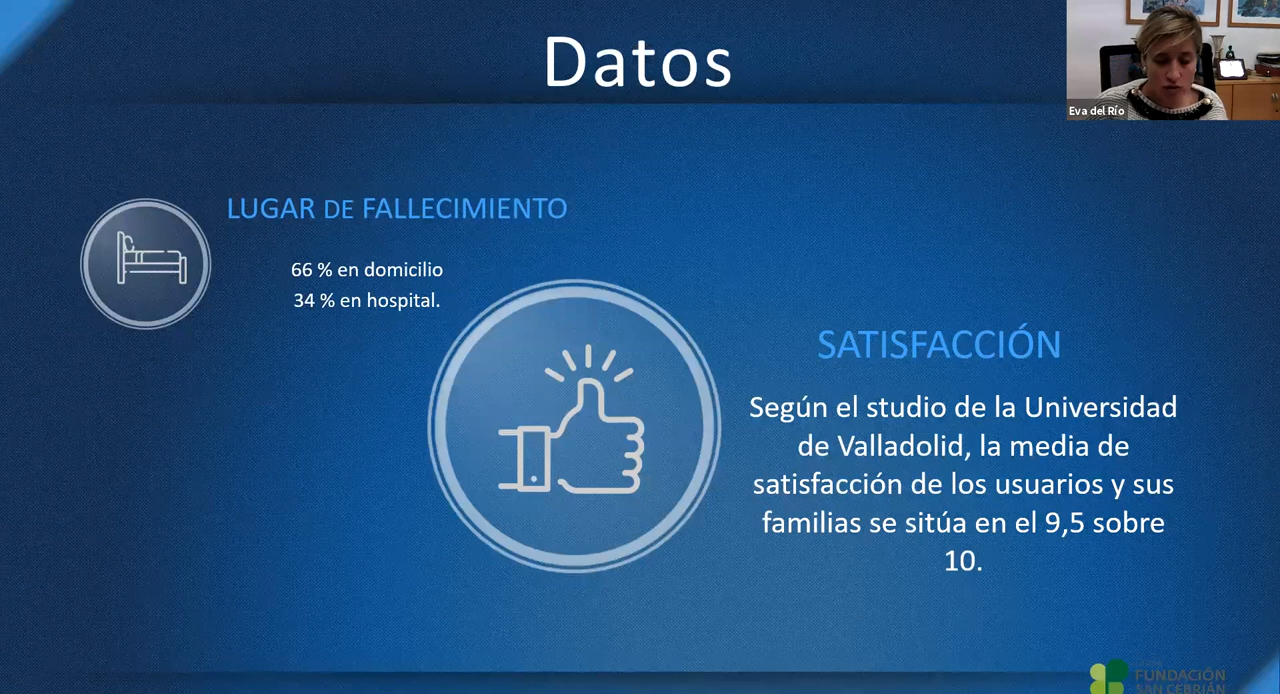 Datos
Eva del Río
LUGAR DE FALLECIMIENTO
66 % en domicilio
34 % en hospital.
SATISFACCIÓN
Según el studio de la Universidad
de Valladolid, la media de
satisfacción de los usuarios y sus
familias se sitúa en el 9,5 sobre
10.
FUNDACIÓN
SAN CEBRIÁN